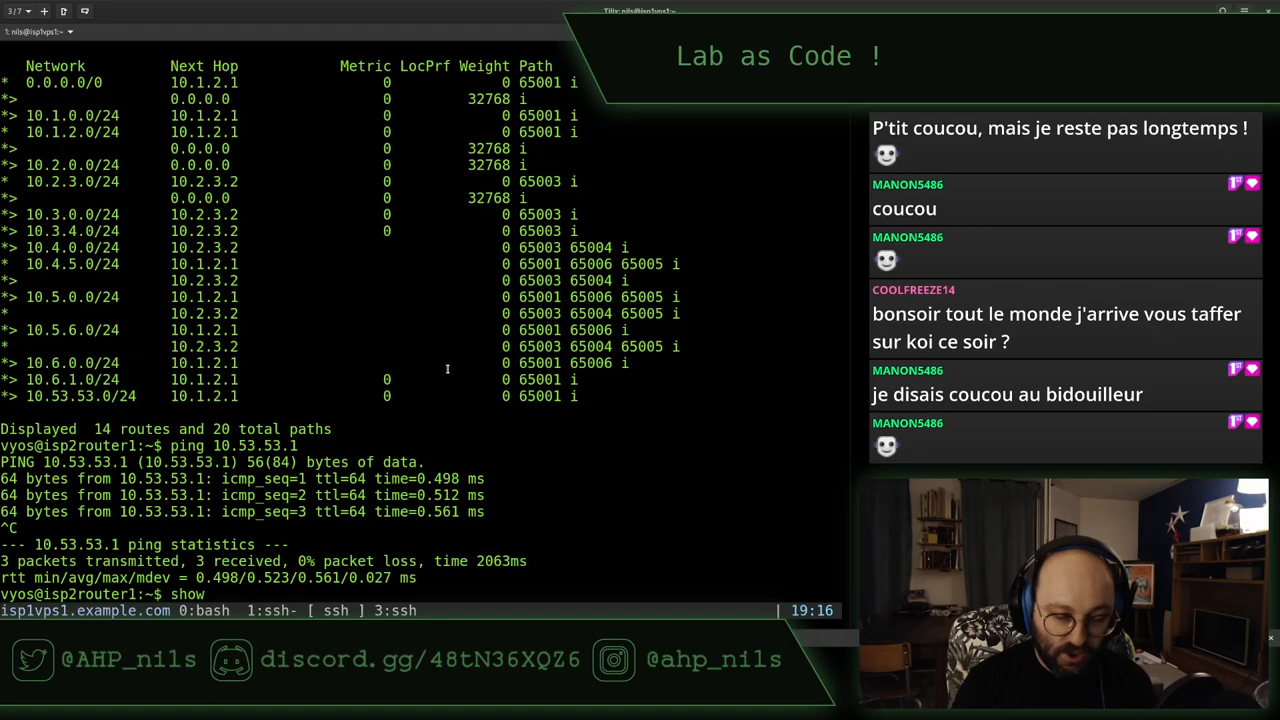 3/7
Tilix: nils@isp1vps1:~
1: nils@isp1vps1:~
Lab as Code !
   Network          Next Hop            Metric LocPrf Weight Path
*  0.0.0.0/0        10.1.2.1                 0             0 65001 i
*>                  0.0.0.0                  0         32768 i
*> 10.1.0.0/24      10.1.2.1                 0             0 65001 i
*  10.1.2.0/24      10.1.2.1                 0             0 65001 i
*>                  0.0.0.0                  0         32768 i
*> 10.2.0.0/24      0.0.0.0                  0         32768 i
*  10.2.3.0/24      10.2.3.2                 0             0 65003 i
*>                  0.0.0.0                  0         32768 i
*> 10.3.0.0/24      10.2.3.2                 0             0 65003 i
*> 10.3.4.0/24      10.2.3.2                 0             0 65003 i
*> 10.4.0.0/24      10.2.3.2                               0 65003 65004 i
*  10.4.5.0/24      10.1.2.1                               0 65001 65006 65005 i
*>                  10.2.3.2                               0 65003 65004 i
*> 10.5.0.0/24      10.1.2.1                               0 65001 65006 65005 i
*                   10.2.3.2                               0 65003 65004 65005 i
*> 10.5.6.0/24      10.1.2.1                               0 65001 65006 i
*                   10.2.3.2                               0 65003 65004 65005 i
*> 10.6.0.0/24      10.1.2.1                               0 65001 65006 i
*> 10.6.1.0/24      10.1.2.1                 0             0 65001 i
*> 10.53.53.0/24    10.1.2.1                 0             0 65001 i
Displayed  14 routes and 20 total paths
vyos@isp2router1:~$ ping 10.53.53.1
PING 10.53.53.1 (10.53.53.1) 56(84) bytes of data.
64 bytes from 10.53.53.1: icmp_seq=1 ttl=64 time=0.498 ms
64 bytes from 10.53.53.1: icmp_seq=2 ttl=64 time=0.512 ms
64 bytes from 10.53.53.1: icmp_seq=3 ttl=64 time=0.561 ms
^C
--- 10.53.53.1 ping statistics ---
3 packets transmitted, 3 received, 0% packet loss, time 2063ms
rtt min/avg/max/mdev = 0.498/0.523/0.561/0.027 ms
vyos@isp2router1:~$ show
isp1vps1.example.com 0:bash  1:ssh- [ ssh ] 3:ssh | 19:16
P'tit coucou, mais je reste pas longtemps !
MANON5486
coucou
MANON5486
COOLFREEZE14
bonsoir tout le monde j'arrive vous taffer
sur koi ce soir ?
MANON5486
je disais coucou au bidouilleur
MANON5486
@AHP_nils
discord.gg/48tN36XQZ6
@ahp_nils